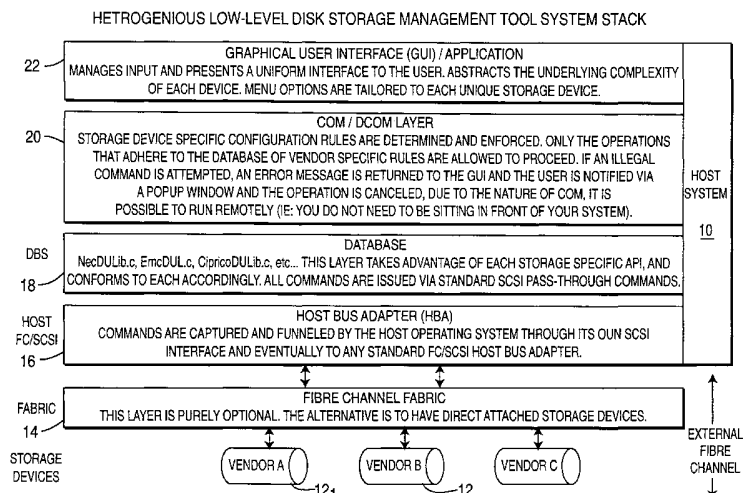 HETROGENIOUS LOW-LEVEL DISK STORAGE MANAGEMENT TOOL SYSTEM STACK
GRAPHICAL USER INTERFACE (GUI) / APPLICATION
22
MANAGES INPUT AND PRESENTS A UNIFORM INTERFACE TO THE USER. ABSTRACTS THE UNDERLYING COMPLEXITY
OF EACH DEVICE. MENU OPTIONS ARE TAILORED TO EACH UNIQUE STORAGE DEVICE.
COM / DCOM LAYER
20
STORAGE DEVICE SPECIFIC CONFIGURATION RULES ARE DETERMINED AND ENFORCED. ONLY THE OPERATIONS
THAT ADHERE TO THE DATABASE OF VENDOR SPECIFIC RULES ARE ALLOWED TO PROCEED. IF AN ILLEGAL
COMMAND IS ATTEMPTED, AN ERROR MESSAGE IS RETURNED TO THE GUI AND THE USER IS NOTIFIED VIA
A POPUP WINDOW AND THE OPERATION IS CANCELED, DUE TO THE NATURE OF COM, IT IS
POSSIBLE TO RUN REMOTELY (IE: YOU DO NOT NEED TO BE SITTING IN FRONT OF YOUR SYSTEM).
HOST
SYSTEM
10
DBS
18
DATABASE
NecDULib.c, EmcDUL.c, CipricoDULib.c, etc... THIS LAYER TAKES ADVANTAGE OF EACH STORAGE SPECIFIC API, AND
CONFORMS TO EACH ACCORDINGLY. ALL COMMANDS ARE ISSUED VIA STANDARD SCSI PASS-THROUGH COMMANDS.
HOST
FC/SCSI
16
HOST BUS ADAPTER (HBA)
COMMANDS ARE CAPTURED AND FUNNELED BY THE HOST OPERATING SYSTEM THROUGH ITS OUN SCSI
INTERFACE AND EVENTUALLY TO ANY STANDARD FC/SCSI HOST BUS ADAPTER.
FABRIC
14
FIBRE CHANNEL FABRIC
THIS LAYER IS PURELY OPTIONAL. THE ALTERNATIVE IS TO HAVE DIRECT ATTACHED STORAGE DEVICES.
EXTERNAL
FIBRE
CHANNEL
STORAGE
DEVICES
VENDOR A
VENDOR B
VENDOR C
12₁
12